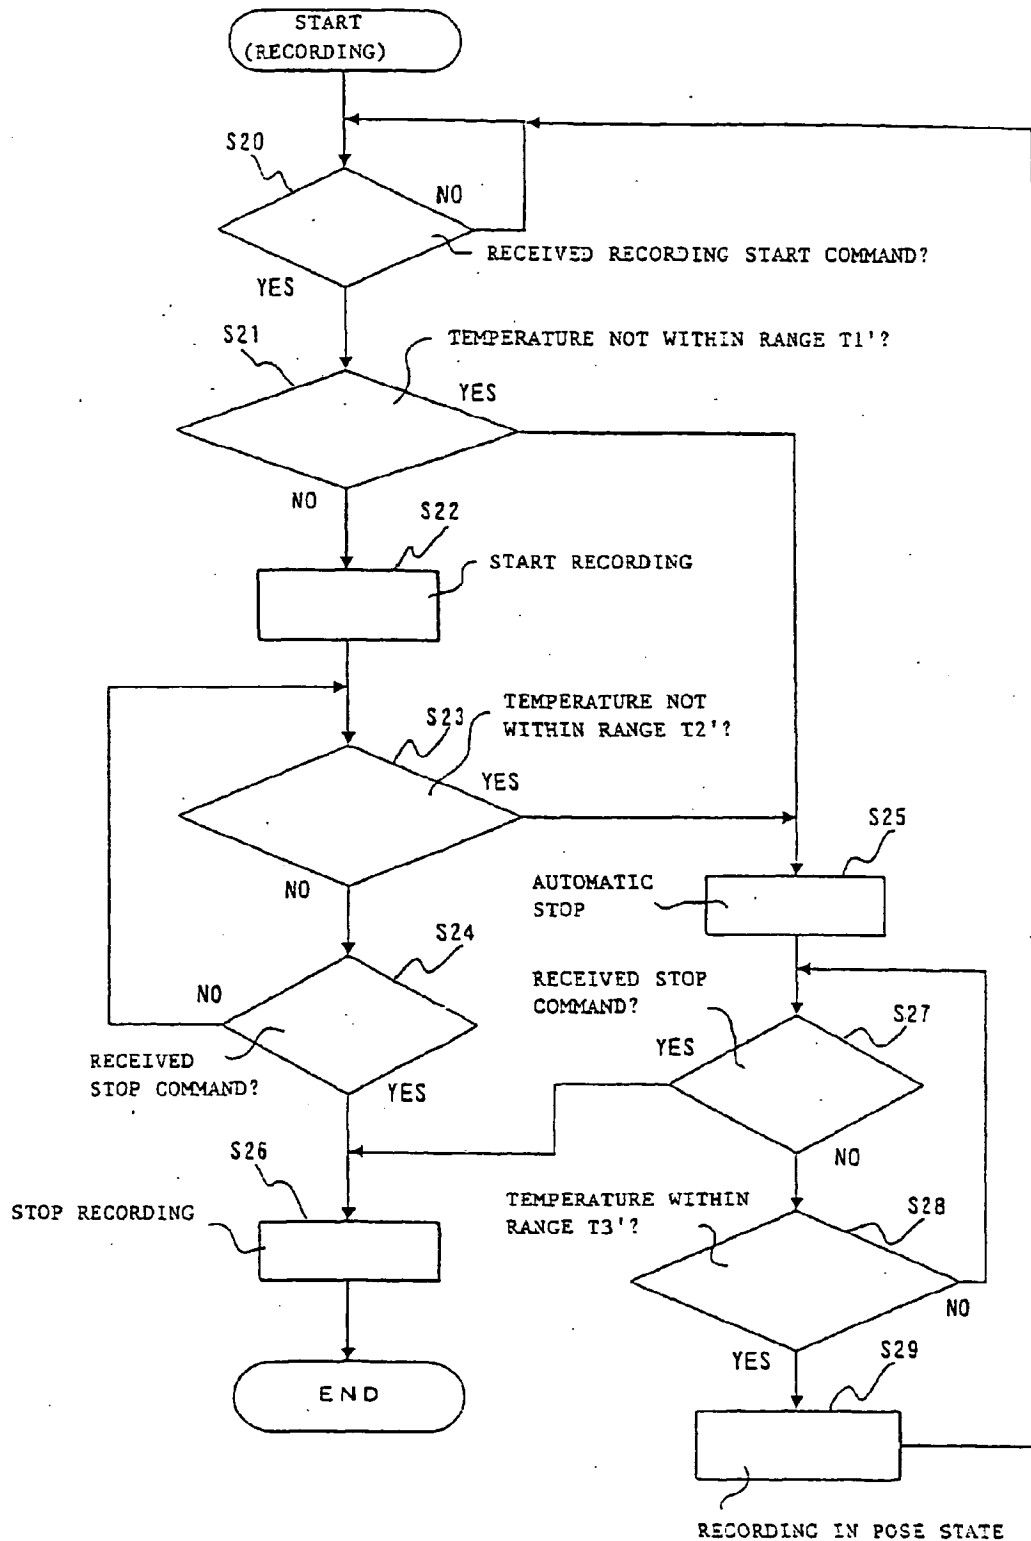 START
(RECORDING)
S20
NO
RECEIVED RECORDING START COMMAND?
YES
S21
TEMPERATURE NOT WITHIN RANGE T1'?
YES
NO
S22
START RECORDING
S23
TEMPERATURE NOT
WITHIN RANGE T2'?
YES
NO
S25
AUTOMATIC
STOP
S24
NO
RECEIVED
STOP COMMAND?
YES
RECEIVED STOP
COMMAND?
S27
YES
NO
S26
STOP RECORDING
TEMPERATURE WITHIN
RANGE T3'?
S28
NO
YES
END
S29
RECORDING IN POSE STATE